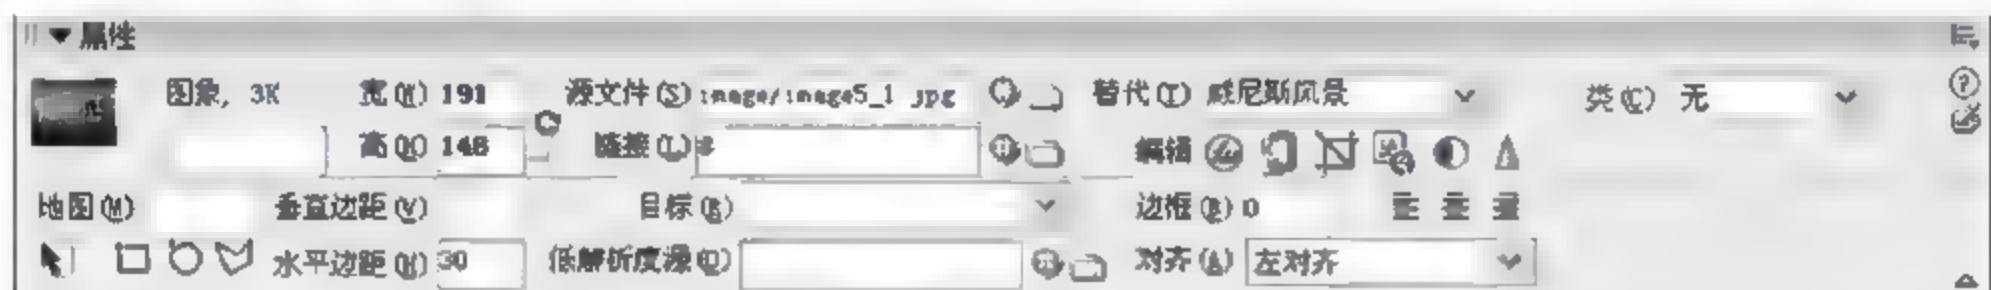 属性
图象, 3K 宽(W) 191 源文件(S) image/image5_1 jpg 替代(T) 威尼斯风景 类(C) 无
高(H) 链接(L) # 编辑
地图(M) 垂直边距(V) 目标(R) 边框(B) 0
水平边距(H) 30 低解析度源(O) 对齐(A) 左对齐